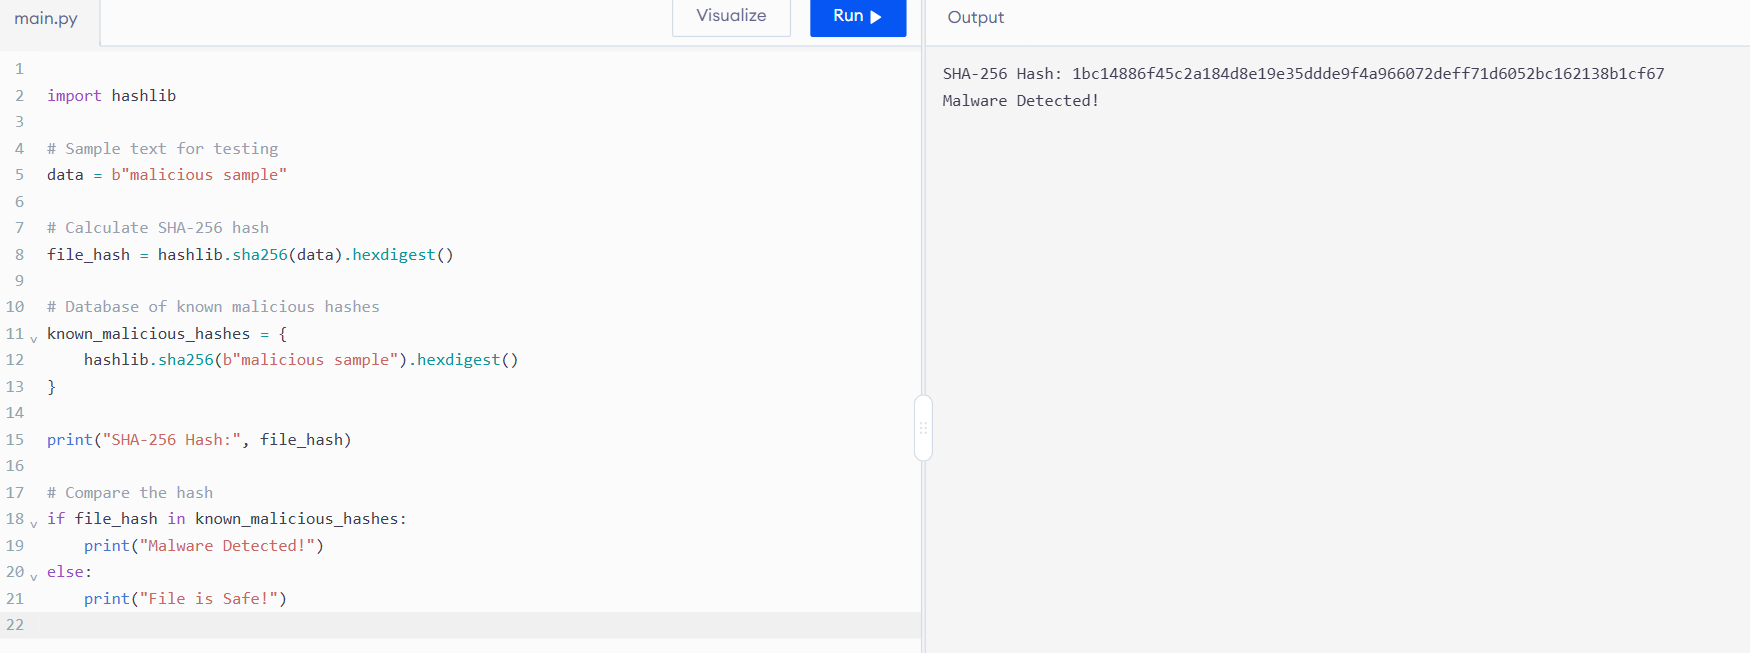 main.py
Visualize
Run
Output
1
2 import hashlib
3
4 # Sample text for testing
5 data = b"malicious sample"
6
7 # Calculate SHA-256 hash
8 file_hash = hashlib.sha256(data).hexdigest()
9
10 # Database of known malicious hashes
11 known_malicious_hashes = {
12     hashlib.sha256(b"malicious sample").hexdigest()
13 }
14
15 print("SHA-256 Hash:", file_hash)
16
17 # Compare the hash
18 if file_hash in known_malicious_hashes:
19     print("Malware Detected!")
20 else:
21     print("File is Safe!")
22
SHA-256 Hash: 1bc14886f45c2a184d8e19e35ddde9f4a966072deff71d6052bc162138b1cf67
Malware Detected!